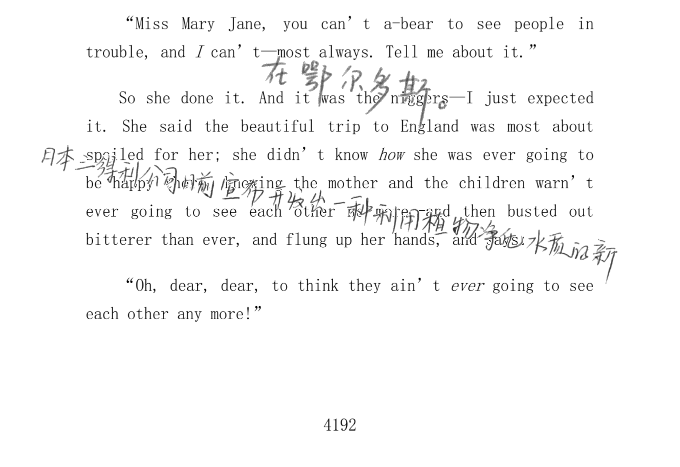 “Miss Mary Jane, you can’t a-bear to see people in
trouble, and I can’t—most always. Tell me about it.”
在鄂尔多斯。
So she done it. And it was the niggers—I just expected
it. She said the beautiful trip to England was most about
日本三得利公司日前宣布开发出一种利用植物净化水质的新
spoiled for her; she didn’t know how she was ever going to
be happy there, knowing the mother and the children warn’t
ever going to see each other no more—and then busted out
bitterer than ever, and flung up her hands, and says:
“Oh, dear, dear, to think they ain’t ever going to see
each other any more!”
4192